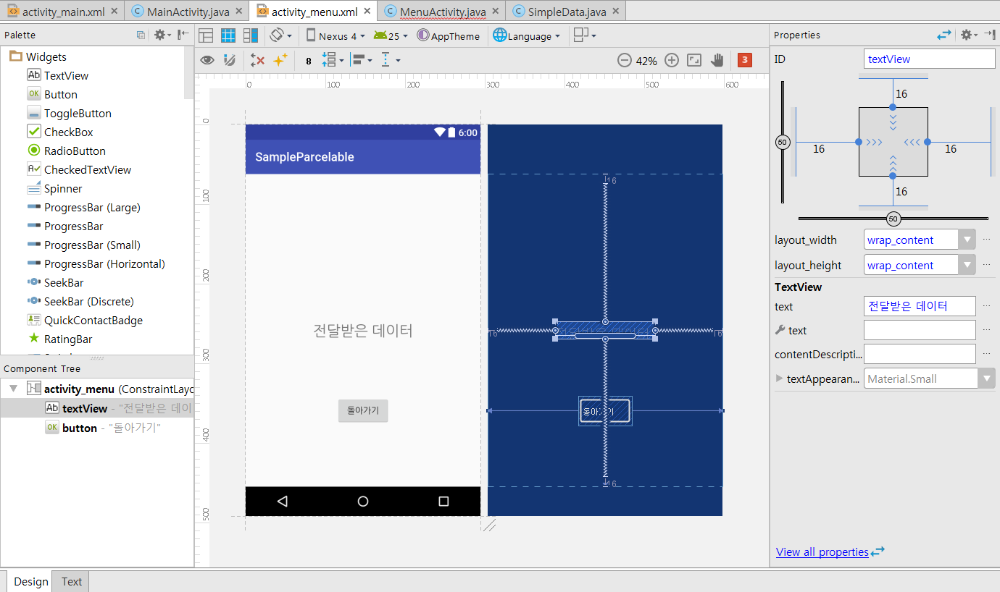 activity_main.xml MainActivity.java activity_menu.xml MenuActivity.java SimpleData.java
Palette
Nexus 4 25 AppTheme Language
Properties
Widgets
TextView
Button
ToggleButton
CheckBox
RadioButton
CheckedTextView
Spinner
ProgressBar (Large)
ProgressBar
ProgressBar (Small)
ProgressBar (Horizontal)
SeekBar
SeekBar (Discrete)
QuickContactBadge
RatingBar
Component Tree
activity_menu (ConstraintLayo
Ab textView - "전달받은 데이
OK button - "돌아가기"
8 42% 3
0 100 200 300 400 500 600
0
100
200
300
400
500
6:00
SampleParcelable
전달받은 데이터
돌아가기
16
16 16
돌아가기
16
ID textView
16
50
16 16
16
50
layout_width wrap_content
layout_height wrap_content
TextView
text 전달받은 데이터
text
contentDescripti...
textAppearan... Material.Small
View all properties
Design Text